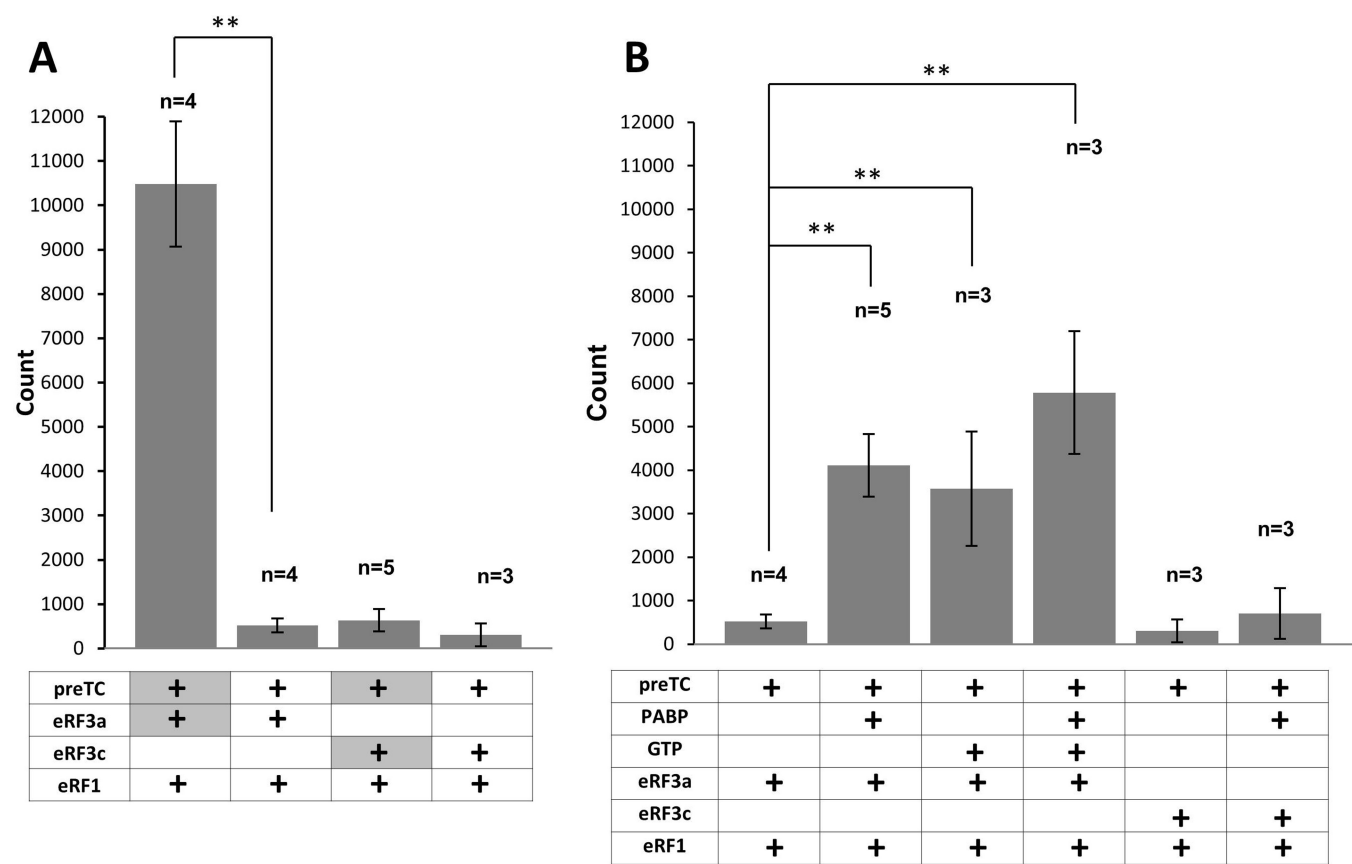 A
**
n=4
n=4
n=5
n=3
Count
12000
11000
10000
9000
8000
7000
6000
5000
4000
3000
2000
1000
0
preTC + + + +
eRF3a + +
eRF3c + +
eRF1 + + + +
B
**
**
**
n=3
n=3
n=5
n=4
n=3
n=3
Count
12000
11000
10000
9000
8000
7000
6000
5000
4000
3000
2000
1000
0
preTC + + + + + +
PABP + + +
GTP + +
eRF3a + + + +
eRF3c + +
eRF1 + + + + + +